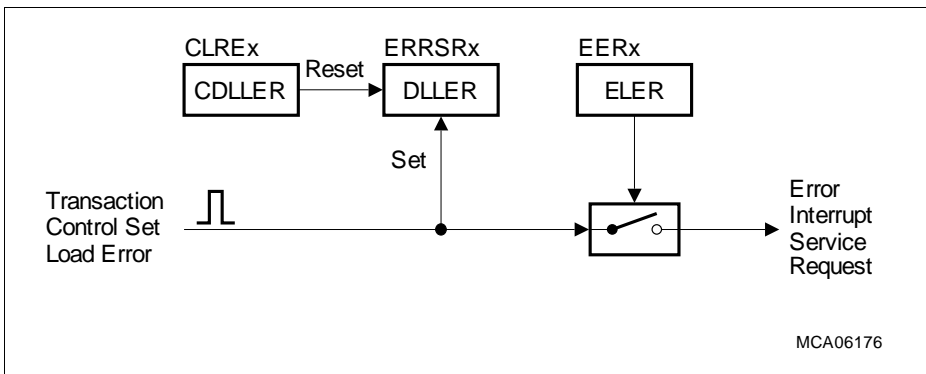 CLREx
ERRSRx
EERx
CDLLER
Reset
DLLER
ELER
Set
Transaction
Control Set
Load Error
Error
Interrupt
Service
Request
MCA06176